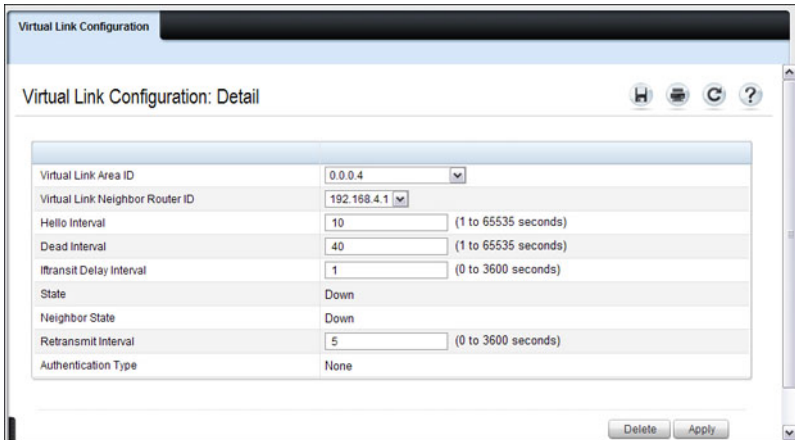 Virtual Link Configuration
Virtual Link Configuration: Detail
Virtual Link Area ID 0.0.0.4
Virtual Link Neighbor Router ID 192.168.4.1
Hello Interval 10 (1 to 65535 seconds)
Dead Interval 40 (1 to 65535 seconds)
Iftransit Delay Interval 1 (0 to 3600 seconds)
State Down
Neighbor State Down
Retransmit Interval 5 (0 to 3600 seconds)
Authentication Type None
Delete Apply